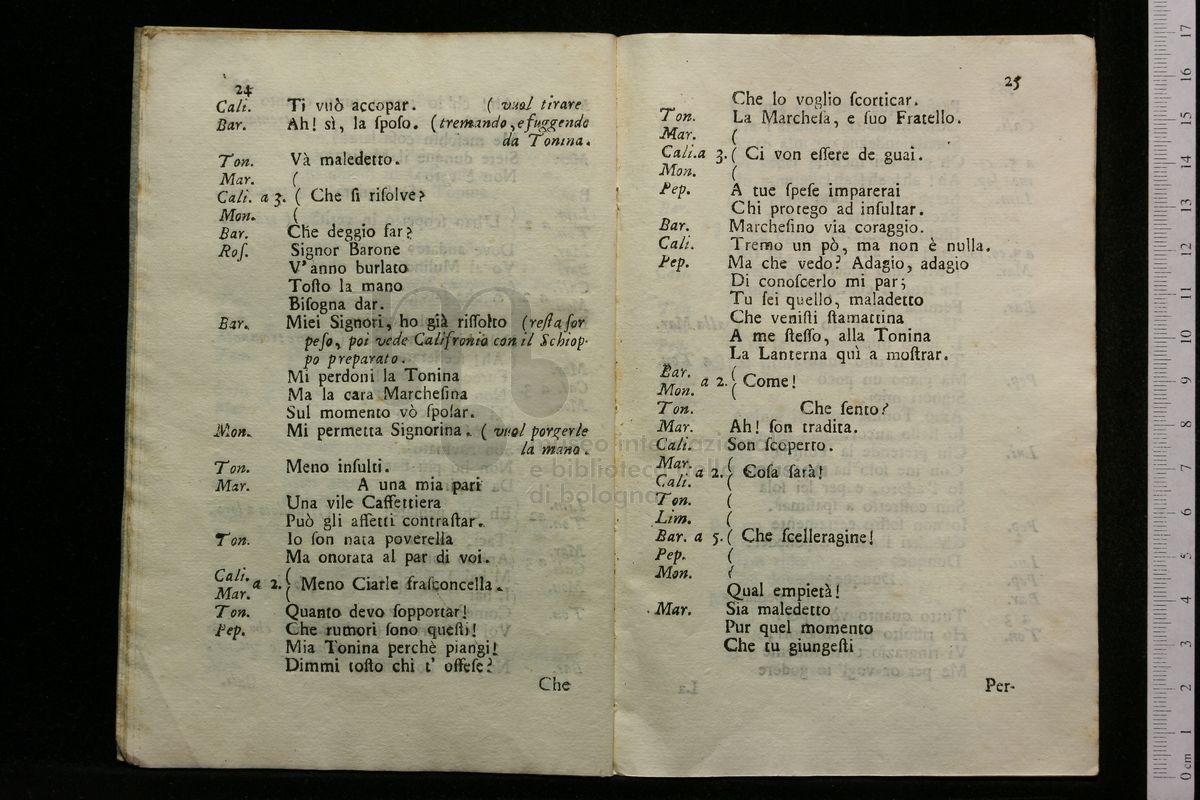 24
Cali. Ti vuò accopar. ( vuol tirare
Bar. Ah! sì, la ſpoſo. (tremando, e fuggendo
da Tonina.
Ton. Và maledetto.
Mar. (
Cali. a 3. ( Che ſi riſolve?
Mon. (
Bar. Che deggio far?
Roſ. Signor Barone
V'anno burlato
Toſto la mano
Biſogna dar.
Bar. Miei Signori, ho già riſſolto (reſta ſor
peſo, poi vede Califronio con il Schiop-
po preparato.
Mi perdoni la Tonina
Ma la cara Marcheſina
Sul momento vò ſpoſar.
Mon. Mi permetta Signorina. ( vuol porgerle
la mano.
Ton. Meno inſulti.
Mar. A una mia pari
Una vile Caffettiera
Può gli affetti contraſtar.
Ton. Io ſon nata poverella
Ma onorata al par di voi.
Cali. (
a 2. ) Meno Ciarle fraſconcella.
Mar. (
Ton. Quanto devo ſopportar!
Pep. Che rumori ſono queſti!
Mia Tonina perchè piangi!
Dimmi toſto chi t' offeſe?
Che
25
Che lo voglio ſcorticar.
Ton. La Marcheſa, e ſuo Fratello.
Mar. (
Cali. a 3. ( Ci von eſſere de guai.
Mon. (
Pep. A tue ſpeſe imparerai
Chi protego ad inſultar.
Bar. Marcheſino via coraggio.
Cali. Tremo un pò, ma non è nulla.
Pep. Ma che vedo? Adagio, adagio
Di conoſcerlo mi par;
Tu ſei quello, maladetto
Che veniſti ſtamattina
A me ſteſſo, alla Tonina
La Lanterna quì a moſtrar.
Bar. (
a 2. ) Come!
Mon. (
Ton. Che ſento?
Mar. Ah! ſon tradita.
Cali. Son ſcoperto.
Mar. (
a 2. ) Coſa ſarà!
Cali. (
Ton. (
Lim. (
Bar. a 5. ( Che ſcelleragine!
Pep. (
Mon. (
Qual empietà!
Mar. Sia maledetto
Pur quel momento
Che tu giungeſti
Per-
museo internazionale
e biblioteca della
di bologna